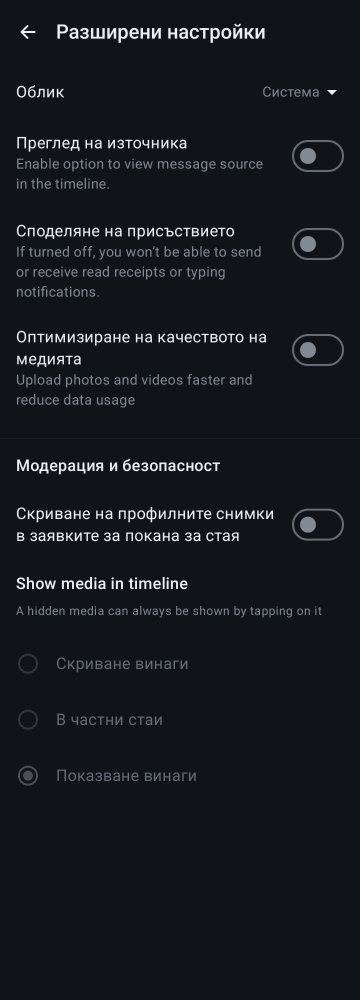 Разширени настройки
Облик
Система
Преглед на източника
Enable option to view message source
in the timeline.
Споделяне на присъствието
If turned off, you won’t be able to send
or receive read receipts or typing
notifications.
Оптимизиране на качеството на
медията
Upload photos and videos faster and
reduce data usage
Модерация и безопасност
Скриване на профилните снимки
в заявките за покана за стая
Show media in timeline
A hidden media can always be shown by tapping on it
Скриване винаги
В частни стаи
Показване винаги